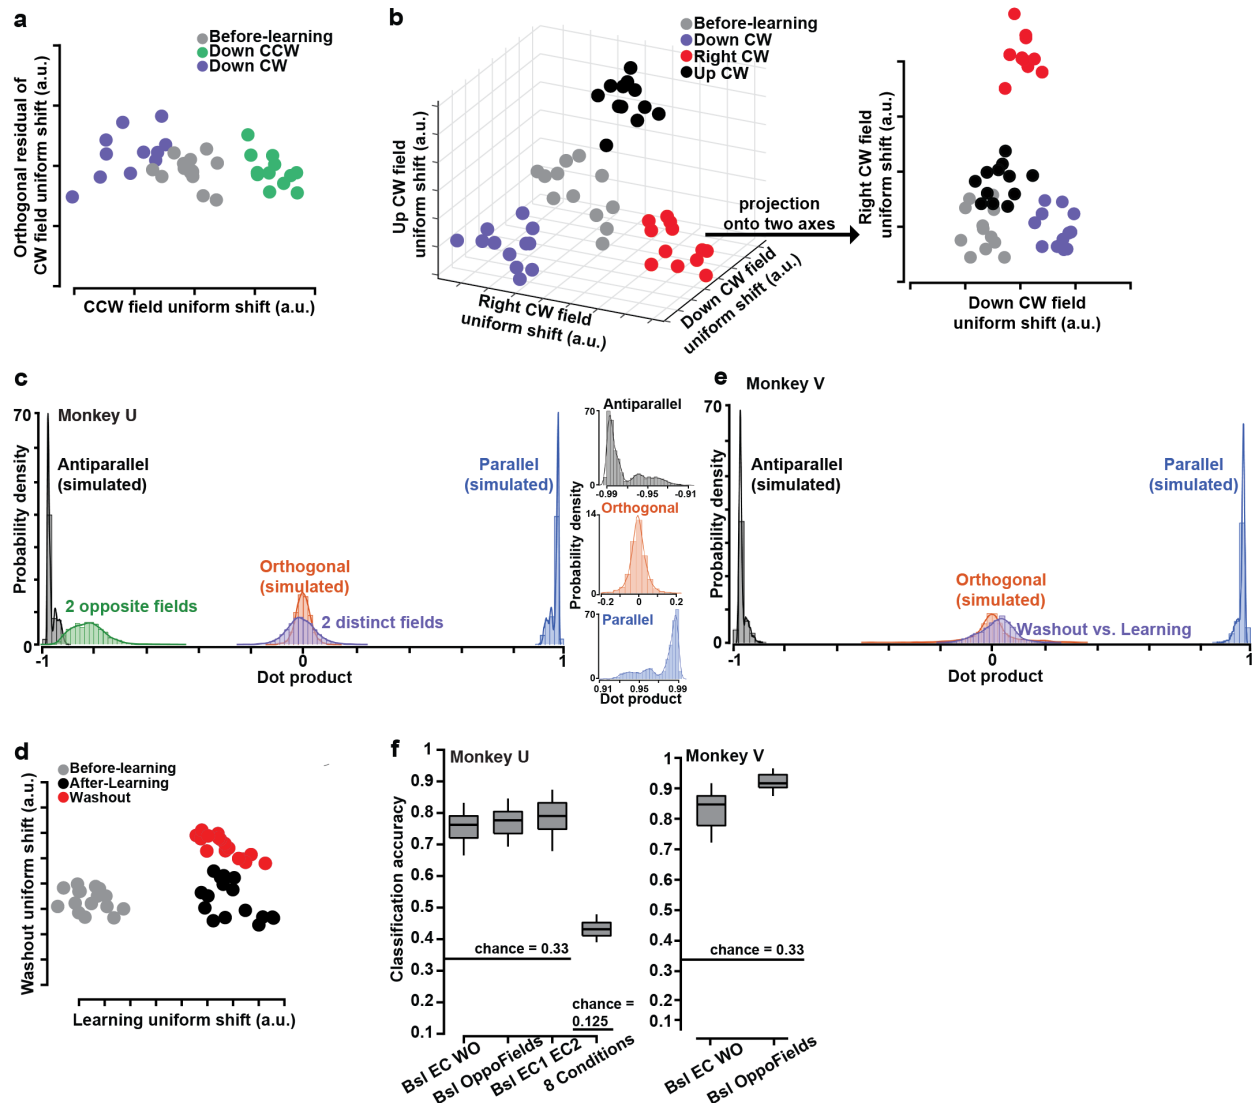 a
Before-learning
Down CCW
Down CW
Orthogonal residual of
CW field uniform shift (a.u.)
CCW field uniform shift (a.u.)
b
Before-learning
Down CW
Right CW
Up CW
Up CW field
uniform shift (a.u.)
Right CW field
uniform shift (a.u.)
Down CW field
uniform shift (a.u.)
projection
onto two axes
Right CW field
uniform shift (a.u.)
Down CW field
uniform shift (a.u.)
c
Monkey U
70
Probability density
0
Antiparallel
(simulated)
2 opposite fields
Orthogonal
(simulated)
2 distinct fields
Parallel
(simulated)
-1
0
1
Dot product
Probability density
Antiparallel
70
0
-0.99
-0.95
-0.91
Orthogonal
14
0
-0.2
0
0.2
Parallel
70
0
0.91
0.95
0.99
Dot product
e
Monkey V
70
Probability density
0
Antiparallel
(simulated)
Orthogonal
(simulated)
Washout vs. Learning
Parallel
(simulated)
-1
0
1
Dot product
d
Before-learning
After-Learning
Washout
Washout uniform shift (a.u.)
Learning uniform shift (a.u.)
f
Monkey U
Classification accuracy
1
0.9
0.8
0.7
0.6
0.5
0.4
0.3
0.2
0.1
chance = 0.33
chance =
0.125
Bsl EC WO
Bsl OppoFields
Bsl EC1 EC2
8 Conditions
Monkey V
1
0.9
0.8
0.7
0.6
0.5
0.4
0.3
0.2
0.1
chance = 0.33
Bsl EC WO
Bsl OppoFields